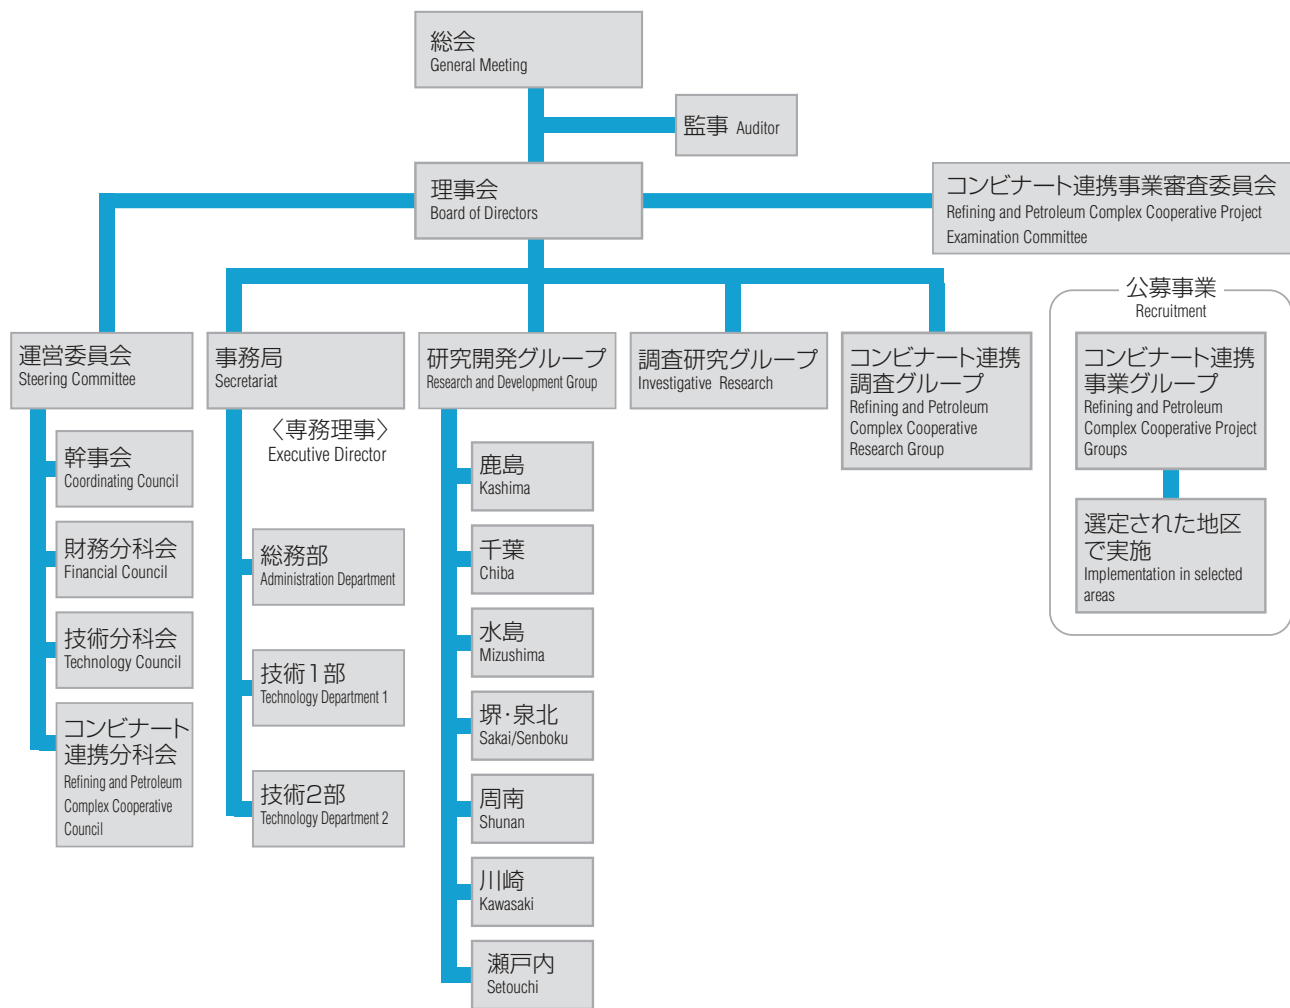 総会
General Meeting
監事 Auditor
理事会
Board of Directors
コンビナート連携事業審査委員会
Refining and Petroleum Complex Cooperative Project
Examination Committee
公募事業
Recruitment
運営委員会
Steering Committee
事務局
Secretariat
〈専務理事〉
Executive Director
研究開発グループ
Research and Development Group
調査研究グループ
Investigative Research
コンビナート連携
調査グループ
Refining and Petroleum
Complex Cooperative
Research Group
コンビナート連携
事業グループ
Refining and Petroleum
Complex Cooperative Project
Groups
選定された地区
で実施
Implementation in selected
areas
幹事会
Coordinating Council
財務分科会
Financial Council
技術分科会
Technology Council
コンビナート
連携分科会
Refining and Petroleum
Complex Cooperative
Council
総務部
Administration Department
技術1部
Technology Department 1
技術2部
Technology Department 2
鹿島
Kashima
千葉
Chiba
水島
Mizushima
堺・泉北
Sakai/Senboku
周南
Shunan
川崎
Kawasaki
瀬戸内
Setouchi